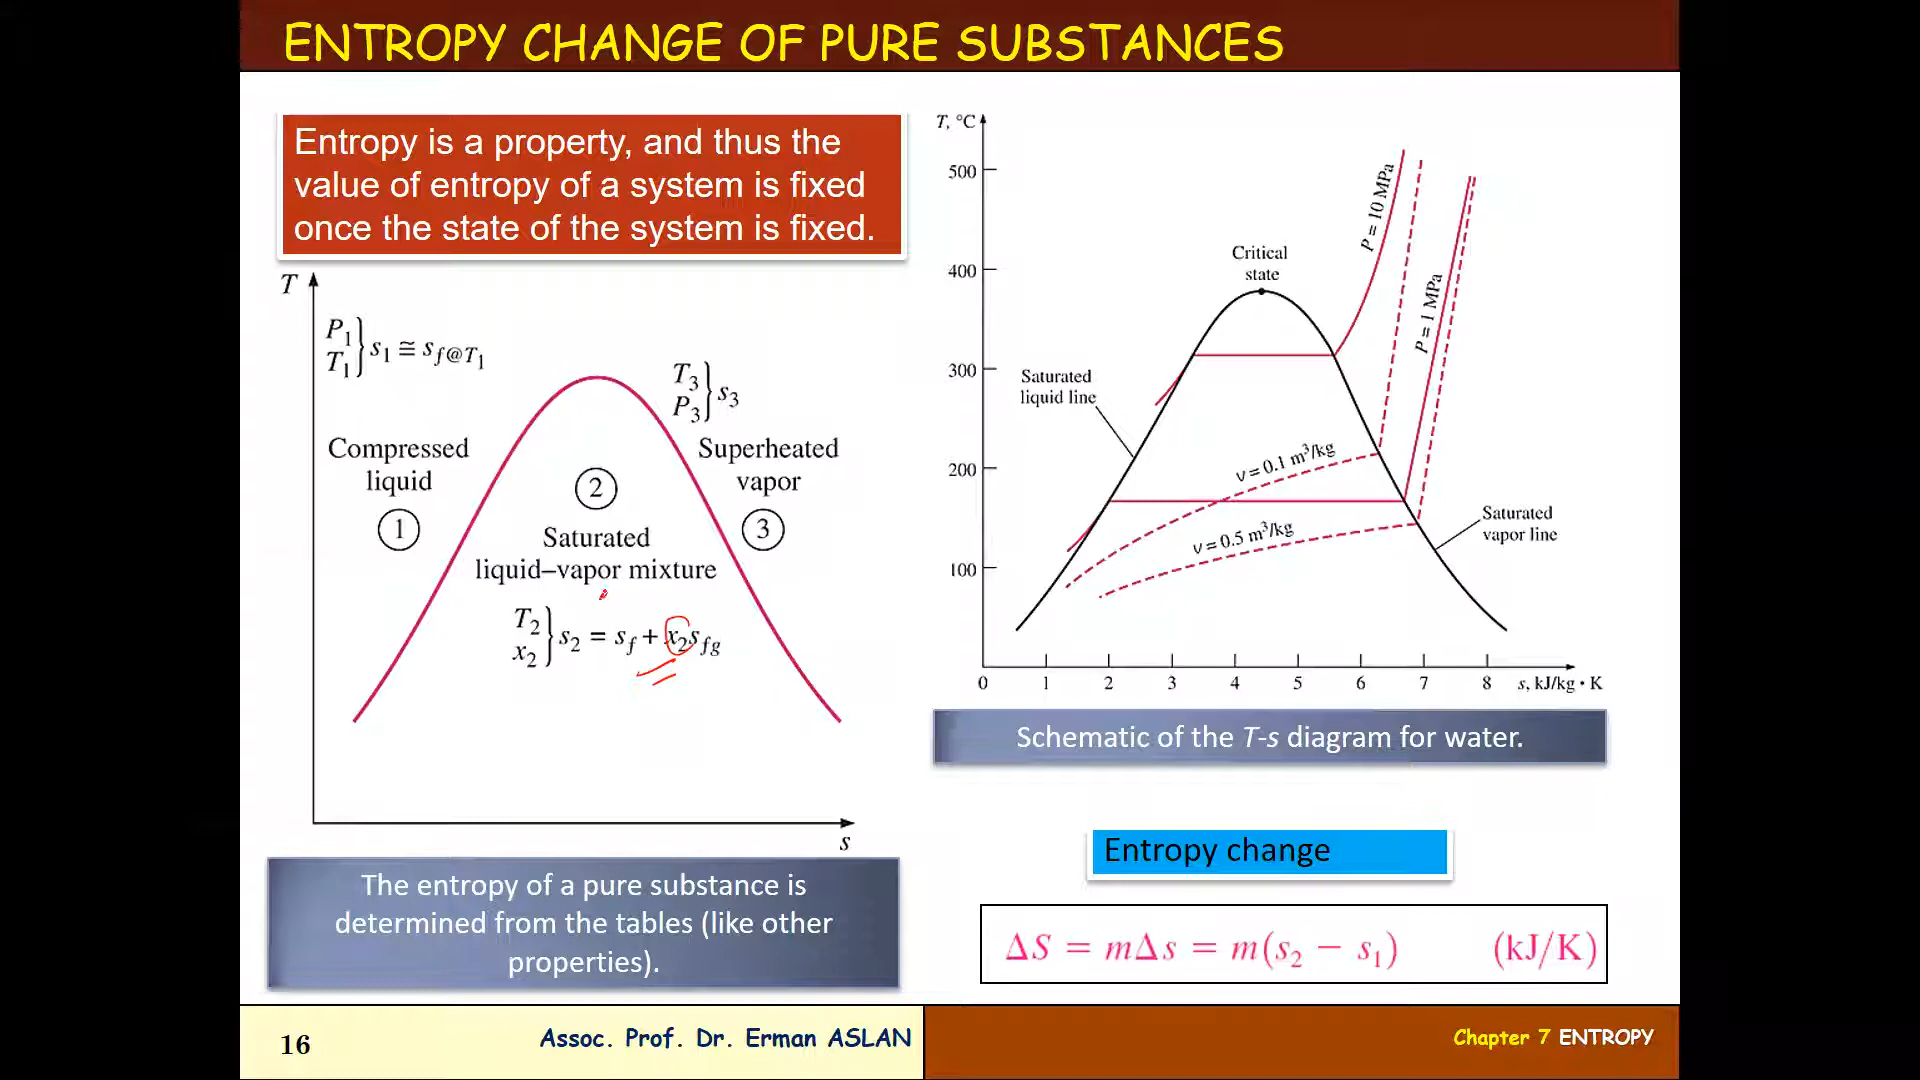 ENTROPY CHANGE OF PURE SUBSTANCES
Entropy is a property, and thus the
value of entropy of a system is fixed
once the state of the system is fixed.
T
P₁
T₁
} s₁ ≅ s_f@T₁
T₃
P₃
} s₃
Compressed
liquid
1
2
Saturated
liquid–vapor mixture
T₂
x₂
} s₂ = s_f + x₂s_fg
Superheated
vapor
3
s
The entropy of a pure substance is
determined from the tables (like other
properties).
T, °C
500
400
300
200
100
0 1 2 3 4 5 6 7 8 s, kJ/kg • K
Critical
state
P = 10 MPa
P = 1 MPa
Saturated
liquid line
v = 0.1 m³/kg
v = 0.5 m³/kg
Saturated
vapor line
Schematic of the T-s diagram for water.
Entropy change
ΔS = mΔs = m(s₂ − s₁) (kJ/K)
16
Assoc. Prof. Dr. Erman ASLAN
Chapter 7 ENTROPY